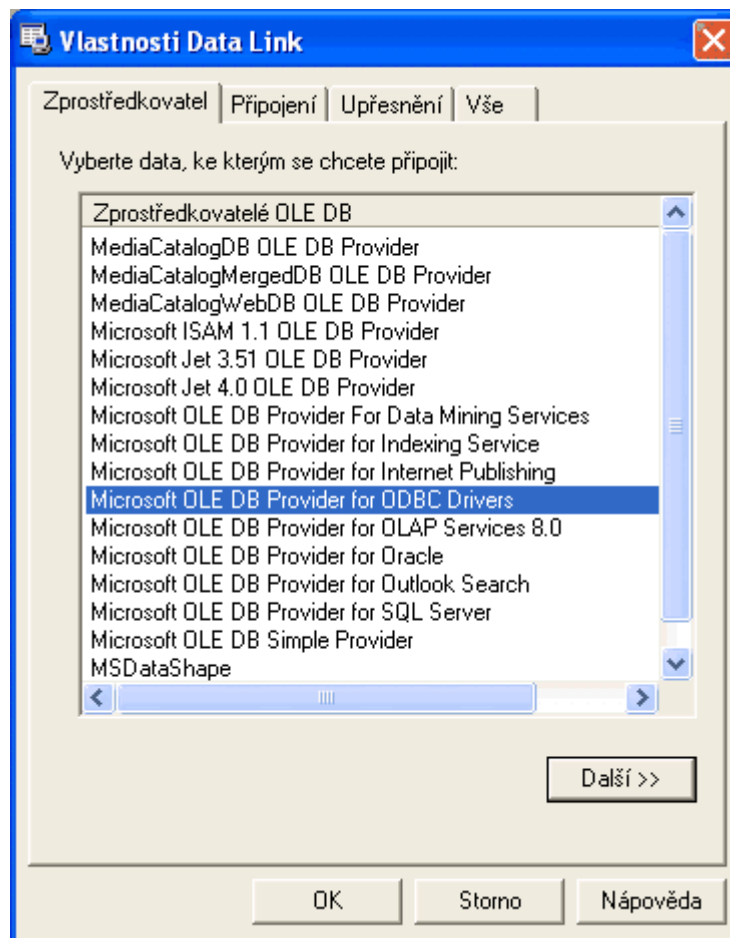 Vlastnosti Data Link
Zprostředkovatel Připojení Upřesnění Vše
Vyberte data, ke kterým se chcete připojit:
Zprostředkovatelé OLE DB
MediaCatalogDB OLE DB Provider
MediaCatalogMergedDB OLE DB Provider
MediaCatalogWebDB OLE DB Provider
Microsoft ISAM 1.1 OLE DB Provider
Microsoft Jet 3.51 OLE DB Provider
Microsoft Jet 4.0 OLE DB Provider
Microsoft OLE DB Provider For Data Mining Services
Microsoft OLE DB Provider for Indexing Service
Microsoft OLE DB Provider for Internet Publishing
Microsoft OLE DB Provider for ODBC Drivers
Microsoft OLE DB Provider for OLAP Services 8.0
Microsoft OLE DB Provider for Oracle
Microsoft OLE DB Provider for Outlook Search
Microsoft OLE DB Provider for SQL Server
Microsoft OLE DB Simple Provider
MSDataShape
Další >>
OK Storno Nápověda